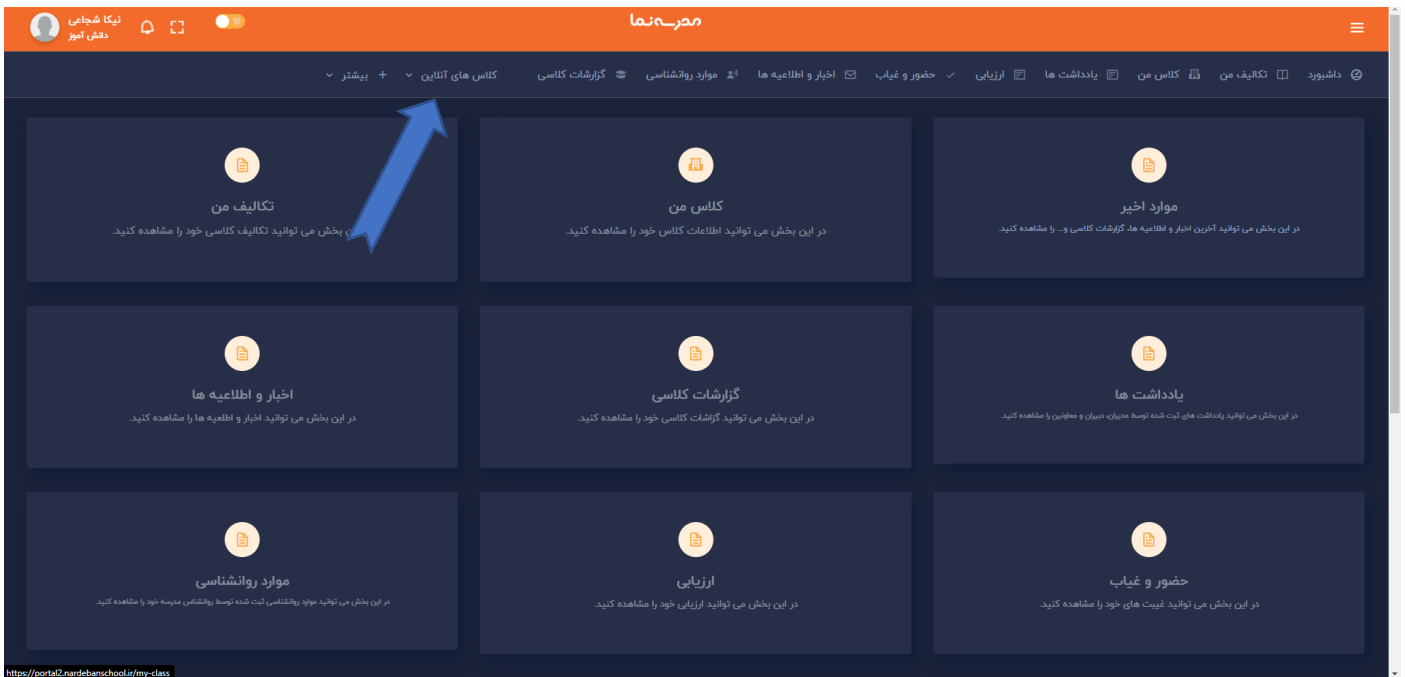 مدرسه‌نما
نیکا شجاعی
دانش آموز
داشبورد تکالیف من کلاس من یادداشت ها ارزیابی حضور و غیاب اخبار و اطلاعیه ها موارد روانشناسی گزارشات کلاسی کلاس های آنلاین بیشتر
موارد اخیر
در این بخش می توانید آخرین اخبار و اطلاعیه ها، گزارشات کلاسی و... را مشاهده کنید.
کلاس من
در این بخش می توانید اطلاعات کلاس خود را مشاهده کنید.
تکالیف من
بخش می توانید تکالیف کلاسی خود را مشاهده کنید.
یادداشت ها
در این بخش می توانید یادداشت های ثبت شده توسط مدیران، دبیران و معاونین را مشاهده کنید.
گزارشات کلاسی
در این بخش می توانید گزاشات کلاسی خود را مشاهده کنید.
اخبار و اطلاعیه ها
در این بخش می توانید اخبار و اطلعیه ها را مشاهده کنید.
حضور و غیاب
در این بخش می توانید غیبت های خود را مشاهده کنید.
ارزیابی
در این بخش می توانید ارزیابی خود را مشاهده کنید.
موارد روانشناسی
در این بخش می توانید موارد روانشناسی ثبت شده توسط روانشناس مدرسه خود را مشاهده کنید.
https://portal2.nardebanschool.ir/my-class